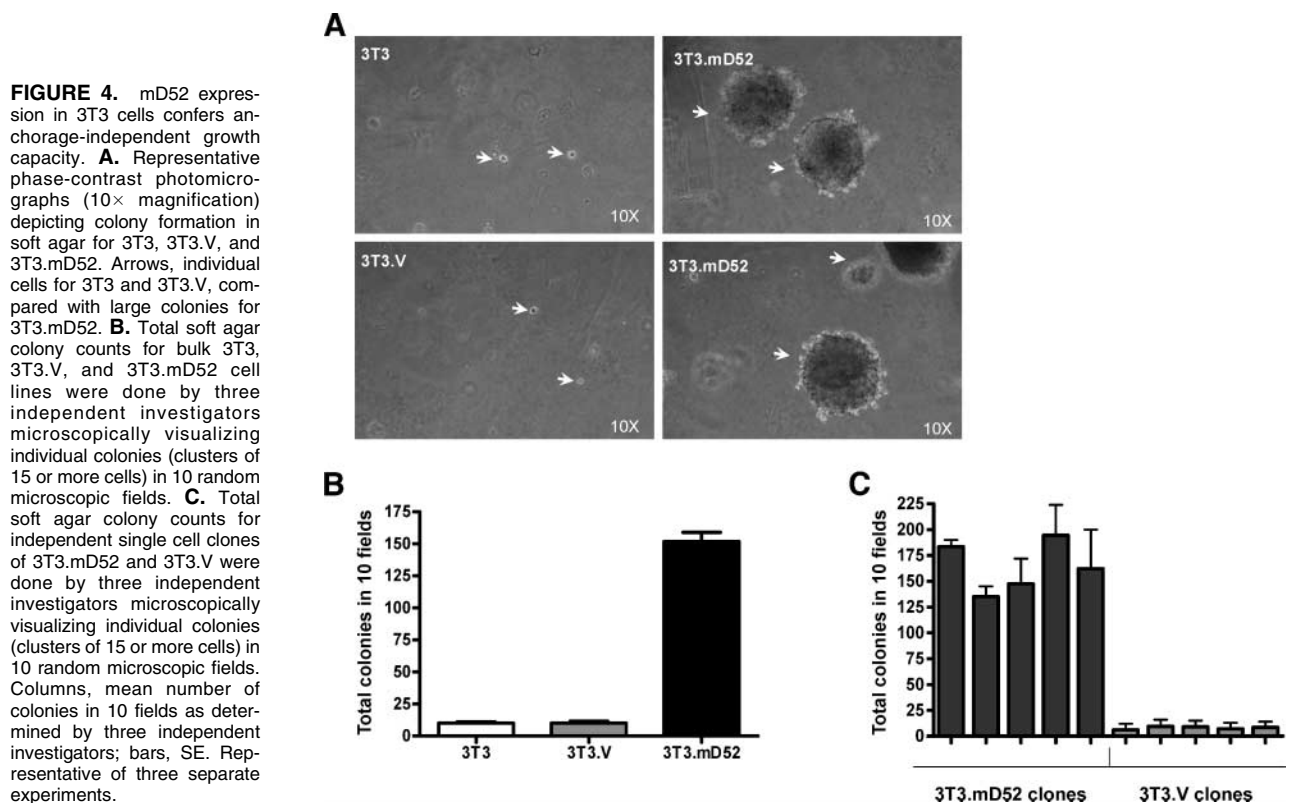 FIGURE 4. mD52 expres-
sion in 3T3 cells confers an-
chorage-independent growth
capacity. A. Representative
phase-contrast photomicro-
graphs (10× magnification)
depicting colony formation in
soft agar for 3T3, 3T3.V, and
3T3.mD52. Arrows, individual
cells for 3T3 and 3T3.V, com-
pared with large colonies for
3T3.mD52. B. Total soft agar
colony counts for bulk 3T3,
3T3.V, and 3T3.mD52 cell
lines were done by three
independent investigators
microscopically visualizing
individual colonies (clusters of
15 or more cells) in 10 random
microscopic fields. C. Total
soft agar colony counts for
independent single cell clones
of 3T3.mD52 and 3T3.V were
done by three independent
investigators microscopically
visualizing individual colonies
(clusters of 15 or more cells) in
10 random microscopic fields.
Columns, mean number of
colonies in 10 fields as deter-
mined by three independent
investigators; bars, SE. Rep-
resentative of three separate
experiments.
A
3T3
10X
3T3.mD52
10X
3T3.V
10X
3T3.mD52
10X
B
Total colonies in 10 fields
175
150
125
100
75
50
25
0
3T3
3T3.V
3T3.mD52
C
Total colonies in 10 fields
225
200
175
150
125
100
75
50
25
0
3T3.mD52 clones
3T3.V clones